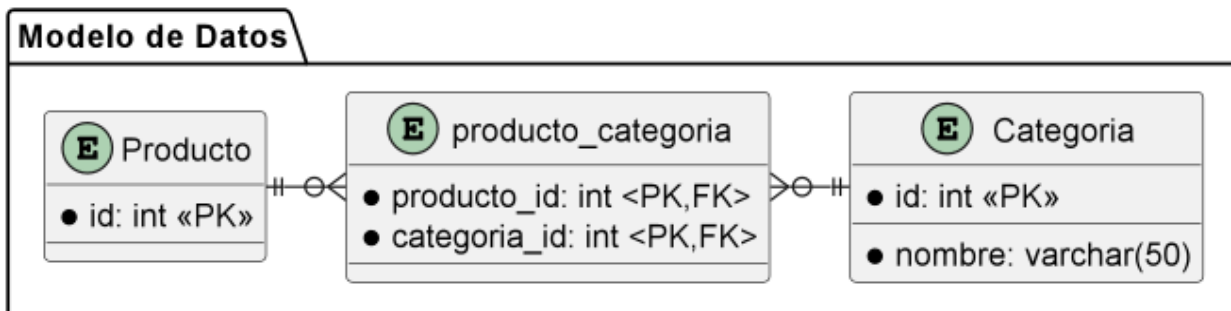 Modelo de Datos
E Producto
● id: int «PK»
E producto_categoria
● producto_id: int <PK,FK>
● categoria_id: int <PK,FK>
E Categoria
● id: int «PK»
● nombre: varchar(50)